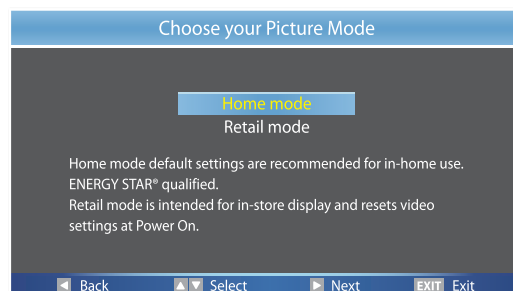 Choose your Picture Mode
Home mode
Retail mode
Home mode default settings are recommended for in-home use.
ENERGY STAR® qualified.
Retail mode is intended for in-store display and resets video
settings at Power On.
Back Select Next EXIT Exit